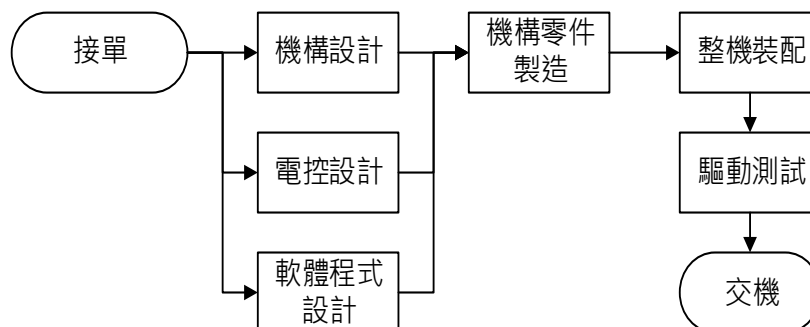 接單
機構設計
機構零件
製造
整機裝配
電控設計
驅動測試
軟體程式
設計
交機